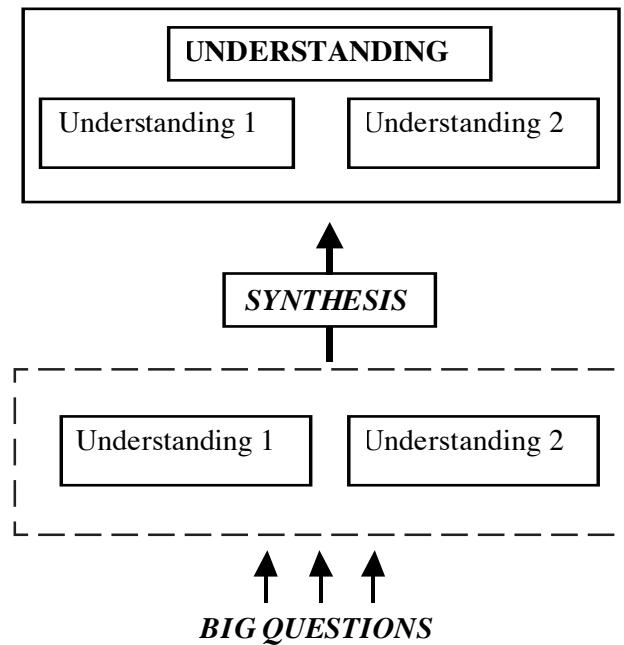 UNDERSTANDING
Understanding 1 Understanding 2
SYNTHESIS
Understanding 1 Understanding 2
BIG QUESTIONS